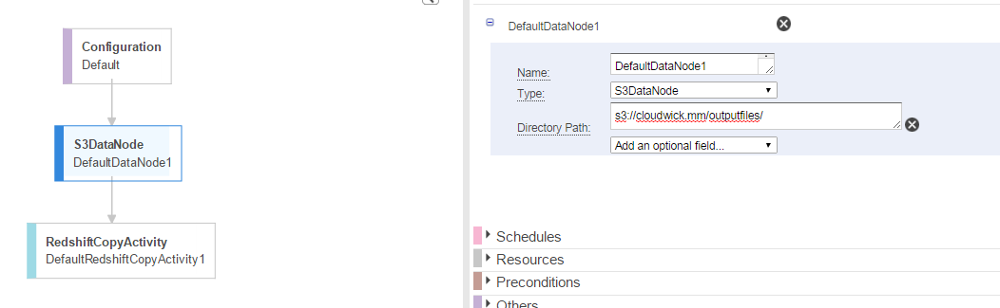 Configuration
Default
S3DataNode
DefaultDataNode1
RedshiftCopyActivity
DefaultRedshiftCopyActivity1
DefaultDataNode1
Name: DefaultDataNode1
Type: S3DataNode
Directory Path: s3://cloudwick.mm/outputfiles/
Add an optional field...
Schedules
Resources
Preconditions
Others